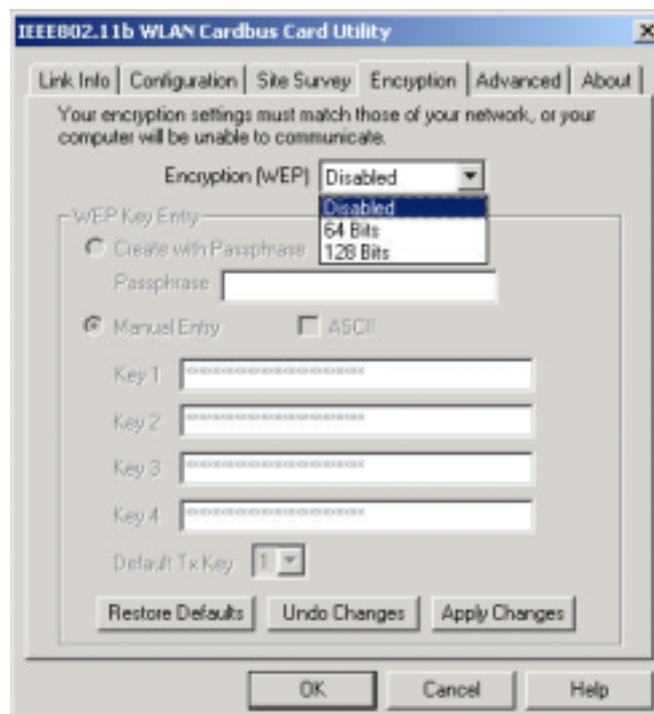 IEEE802.11b WLAN Cardbus Card Utility
Link Info Configuration Site Survey Encryption Advanced About
Your encryption settings must match those of your network, or your
computer will be unable to communicate.
Encryption (WEP) Disabled
Disabled
64 Bits
128 Bits
WEP Key Entry
Create with Passphrase
Passphrase
Manual Entry ASCII
Key 1
Key 2
Key 3
Key 4
Default Tx Key 1
Restore Defaults Undo Changes Apply Changes
OK Cancel Help